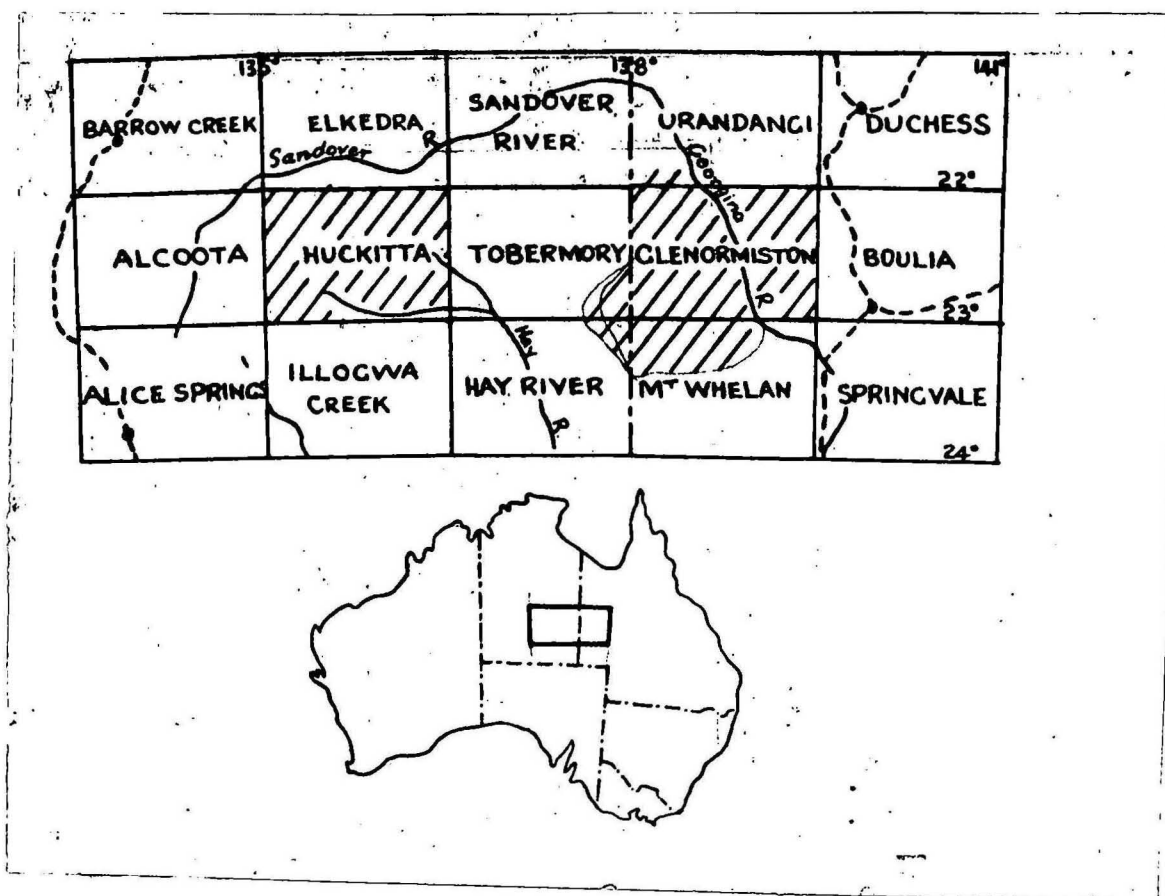 135°
138°
141°
BARROW CREEK
ELKEDRA
SANDOVER
RIVER
URANDANGI
DUCHESS
Sandover R.
Georgina R.
22°
ALCOOTA
HUCKITTA
TOBERMORY
GLENORMISTON
BOULIA
23°
Hay R.
ALICE SPRINGS
ILLOGWA
CREEK
HAY RIVER
MT WHELAN
SPRINGVALE
24°